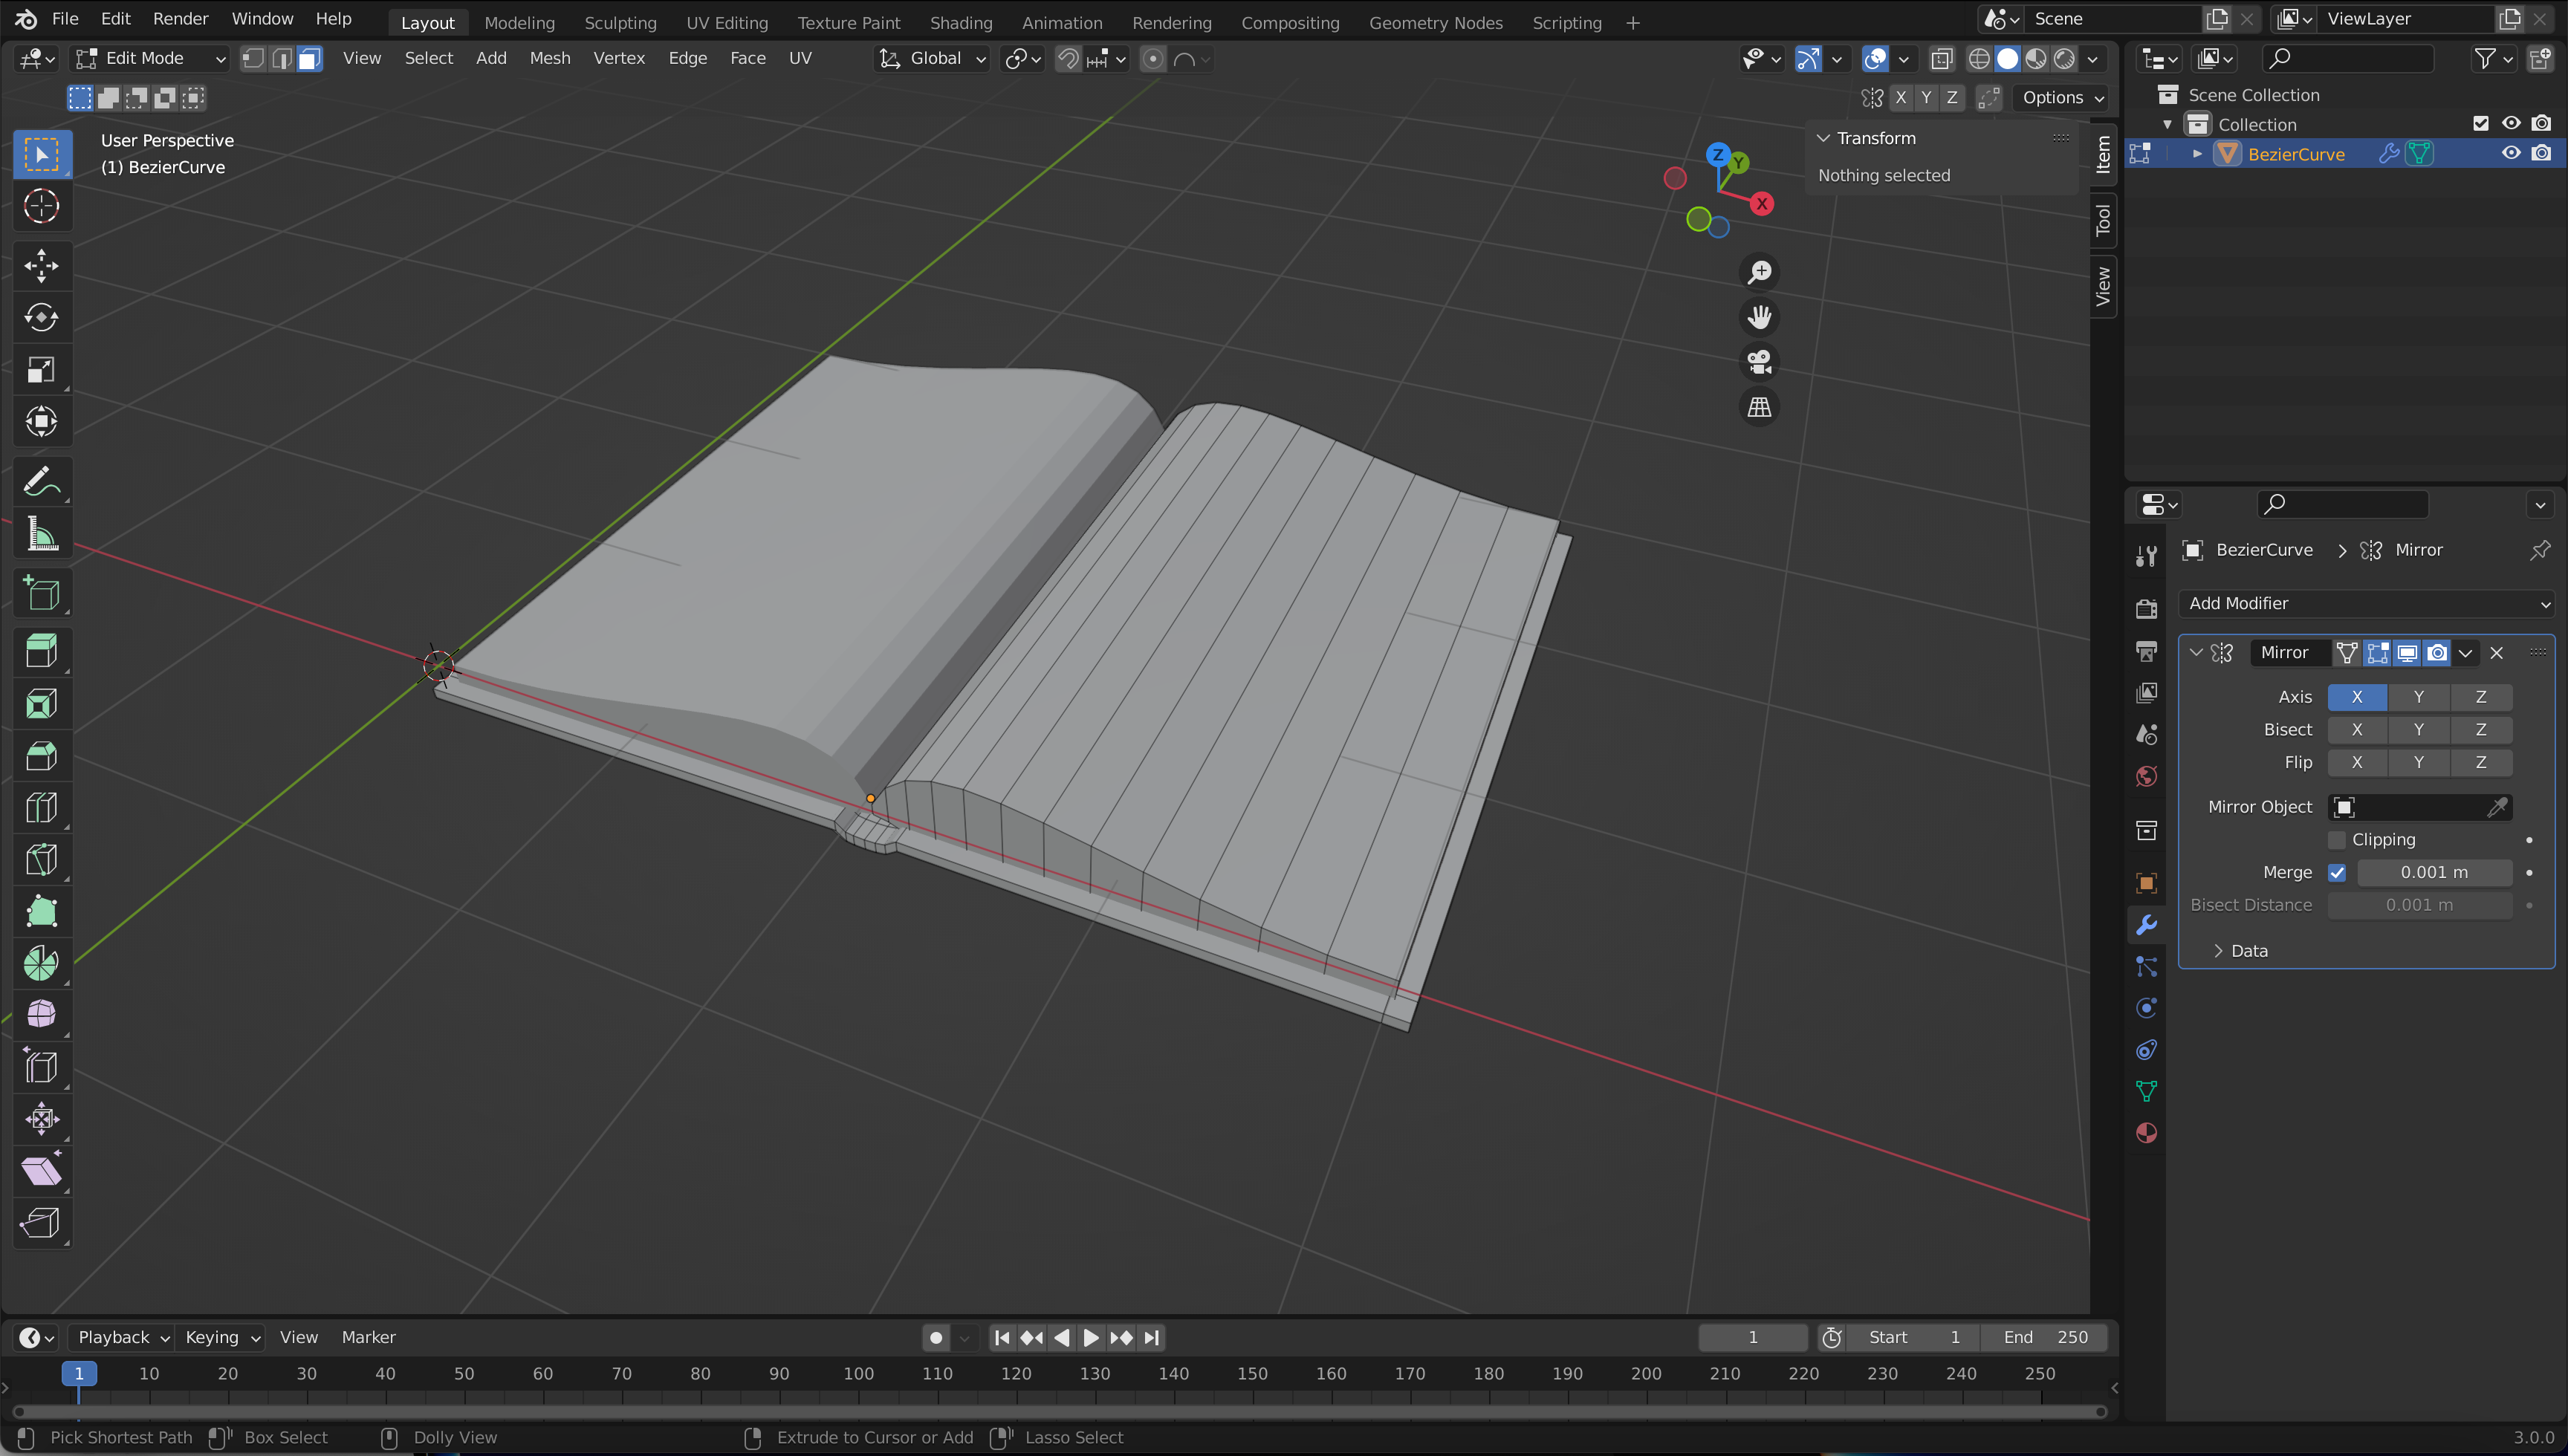 File Edit Render Window Help Layout Modeling Sculpting UV Editing Texture Paint Shading Animation Rendering Compositing Geometry Nodes Scripting + Scene ViewLayer
Edit Mode View Select Add Mesh Vertex Edge Face UV Global
X Y Z Options
User Perspective
(1) BezierCurve
Z Y X
Transform
Nothing selected
Item
Tool
View
Scene Collection
Collection
BezierCurve
BezierCurve > Mirror
Add Modifier
Mirror
Axis X Y Z
Bisect X Y Z
Flip X Y Z
Mirror Object
Clipping
Merge 0.001 m
Bisect Distance 0.001 m
> Data
Playback Keying View Marker 1 Start 1 End 250
1 10 20 30 40 50 60 70 80 90 100 110 120 130 140 150 160 170 180 190 200 210 220 230 240 250
Pick Shortest Path Box Select Dolly View Extrude to Cursor or Add Lasso Select 3.0.0